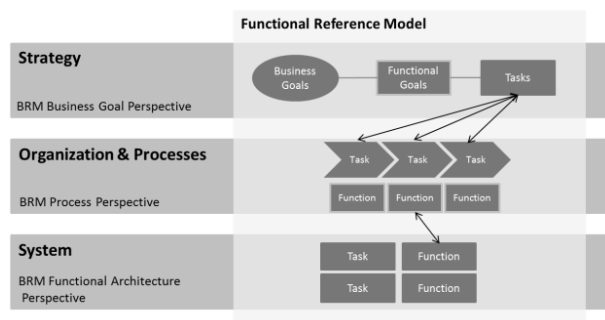 Functional Reference Model
Strategy
BRM Business Goal Perspective
Business
Goals
Functional
Goals
Tasks
Organization & Processes
BRM Process Perspective
Task
Task
Task
Function
Function
Function
System
BRM Functional Architecture
Perspective
Task
Function
Task
Function